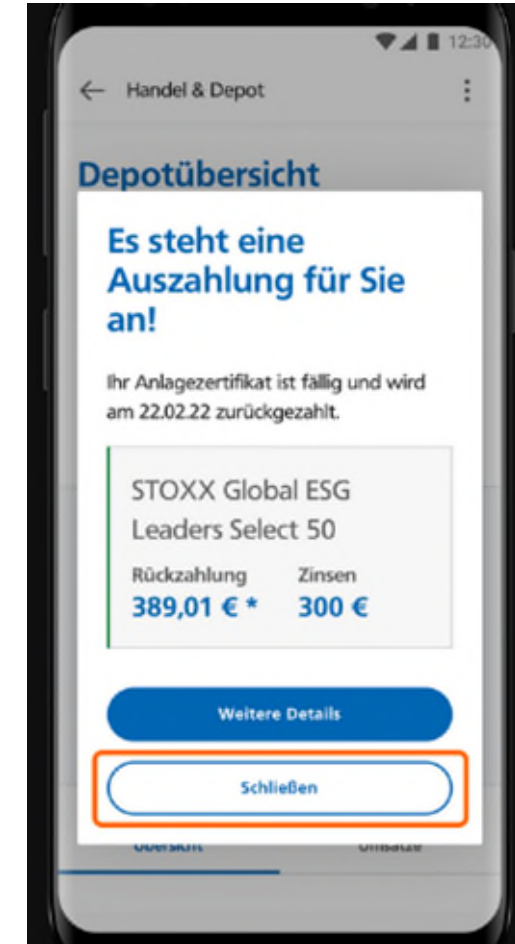 12:30
Handel & Depot
Depotübersicht
Es steht eine
Auszahlung für Sie
an!
Ihr Anlagezertifikat ist fällig und wird
am 22.02.22 zurückgezahlt.
STOXX Global ESG
Leaders Select 50
Rückzahlung Zinsen
389,01 € * 300 €
Weitere Details
Schließen
Übersicht Umsätze